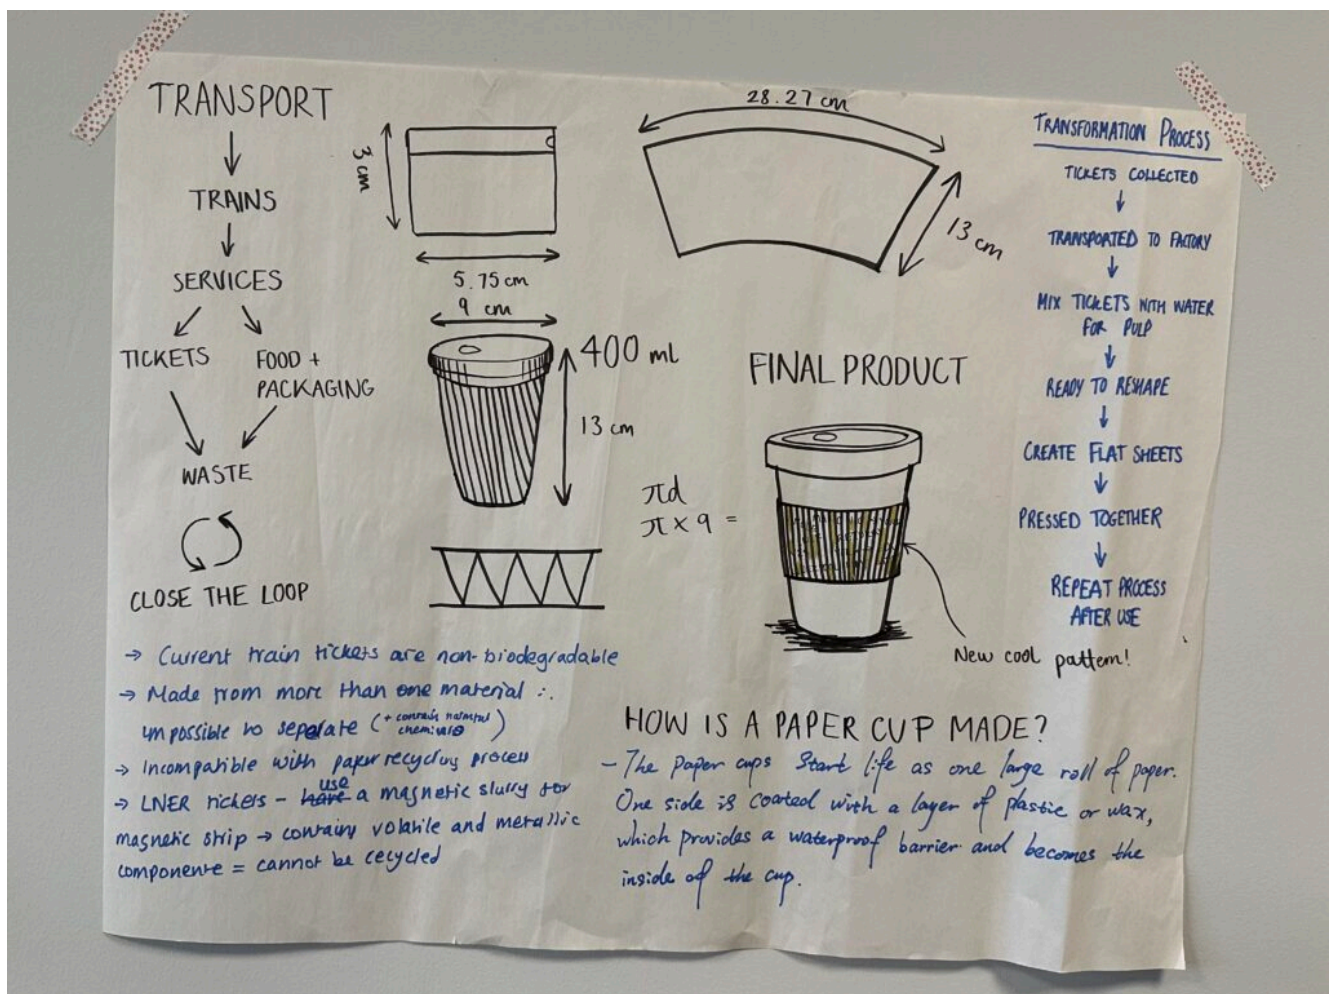 TRANSPORT
TRAINS
SERVICES
TICKETS
FOOD +
PACKAGING
WASTE
CLOSE THE LOOP
3 cm
5.75 cm
9 cm
400 ml
13 cm
28.27 cm
13 cm
πd
π × 9 =
FINAL PRODUCT
New cool pattern!
TRANSFORMATION PROCESS
TICKETS COLLECTED
TRANSPORTED TO FACTORY
MIX TICKETS WITH WATER
FOR PULP
READY TO RESHAPE
CREATE FLAT SHEETS
PRESSED TOGETHER
REPEAT PROCESS
AFTER USE
→ Current train tickets are non-biodegradable
→ Made from more than one material ∴
impossible to seperate (+ contain harmful
chemicals)
→ Incompatible with paper recycling process
→ LNER tickets - use a magnetic slurry for
magnetic strip → contains volatile and metallic
components = cannot be recycled
HOW IS A PAPER CUP MADE?
- The paper cups start life as one large roll of paper.
One side is coated with a layer of plastic or wax,
which provides a waterproof barrier and becomes the
inside of the cup.